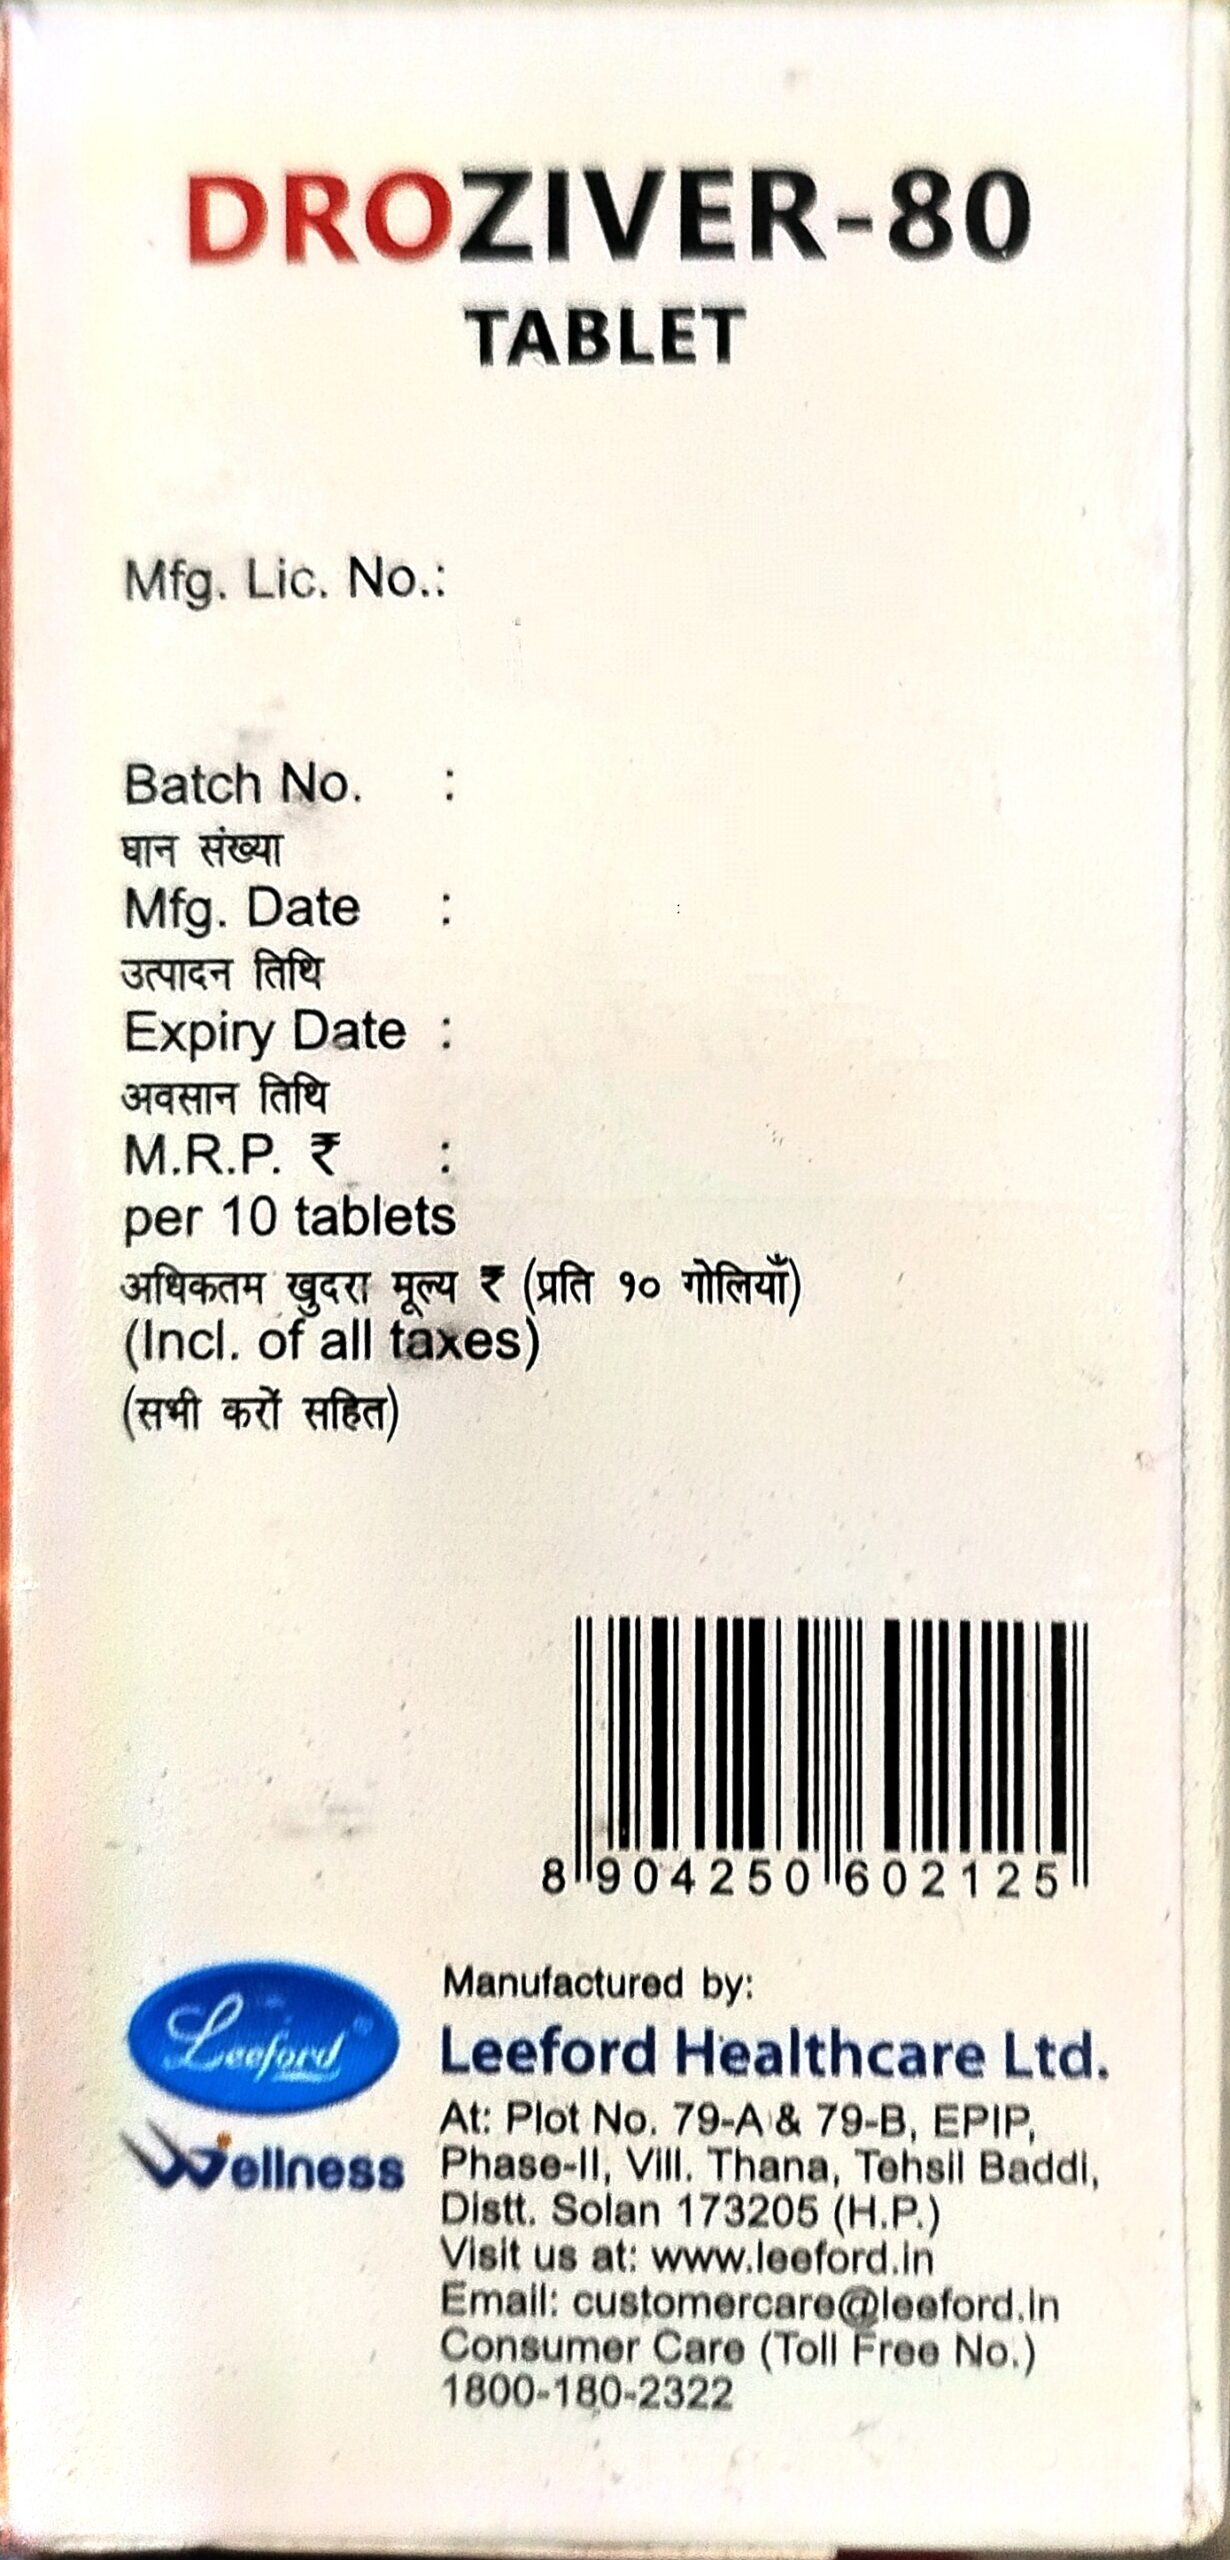 DROZIVER-80
TABLET
Mfg. Lic. No.:
Batch No. :
घान संख्या
Mfg. Date :
उत्पादन तिथि
Expiry Date :
अवसान तिथि
M.R.P. ₹ :
per 10 tablets
अधिकतम खुदरा मूल्य ₹ (प्रति १० गोलियाँ)
(Incl. of all taxes)
(सभी करों सहित)
8 904250 602125
Leeford
Wellness
Manufactured by:
Leeford Healthcare Ltd.
At: Plot No. 79-A & 79-B, EPIP,
Phase-II, Vill. Thana, Tehsil Baddi,
Distt. Solan 173205 (H.P.)
Visit us at: www.leeford.in
Email: customercare@leeford.in
Consumer Care (Toll Free No.)
1800-180-2322